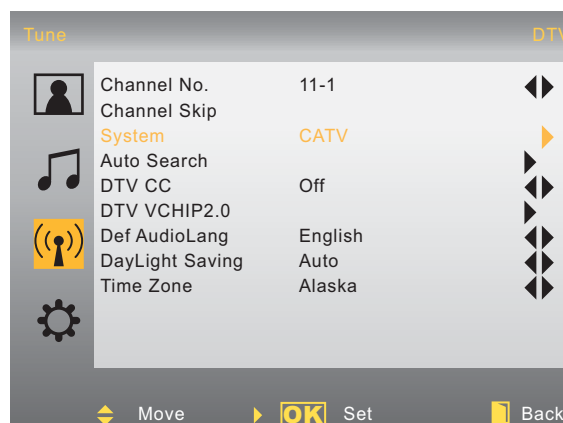 Tune DTV
Channel No. 11-1
Channel Skip
System CATV
Auto Search
DTV CC Off
DTV VCHIP2.0
Def AudioLang English
DayLight Saving Auto
Time Zone Alaska
Move OK Set Back